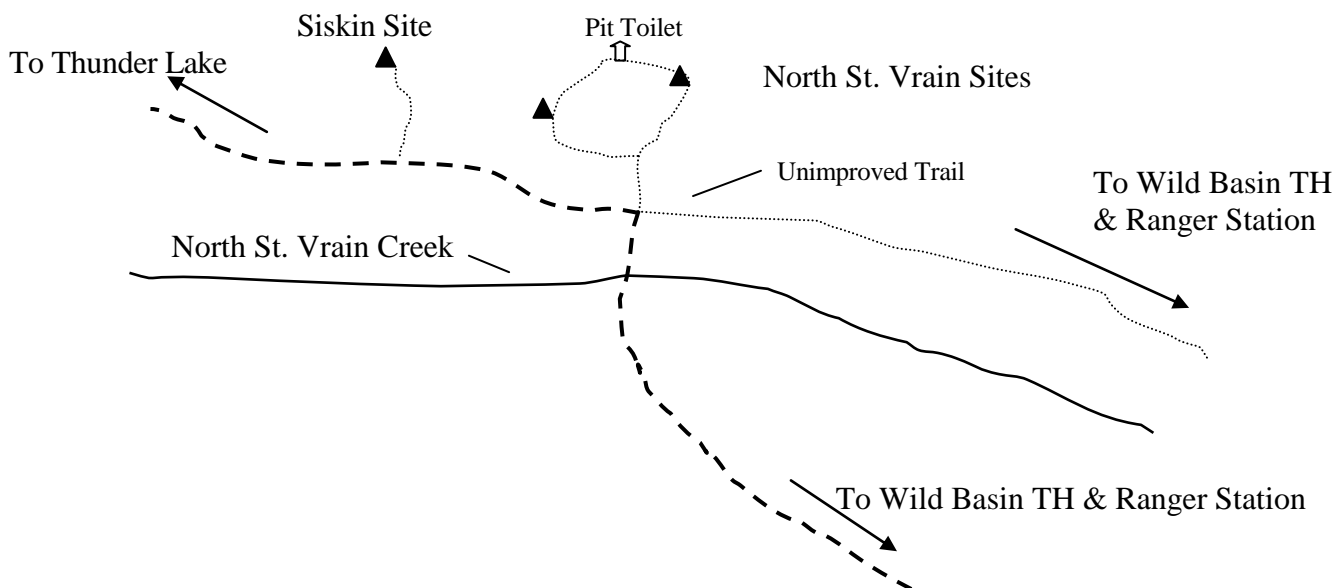 Siskin Site
Pit Toilet
To Thunder Lake
North St. Vrain Sites
Unimproved Trail
To Wild Basin TH
& Ranger Station
North St. Vrain Creek
To Wild Basin TH & Ranger Station